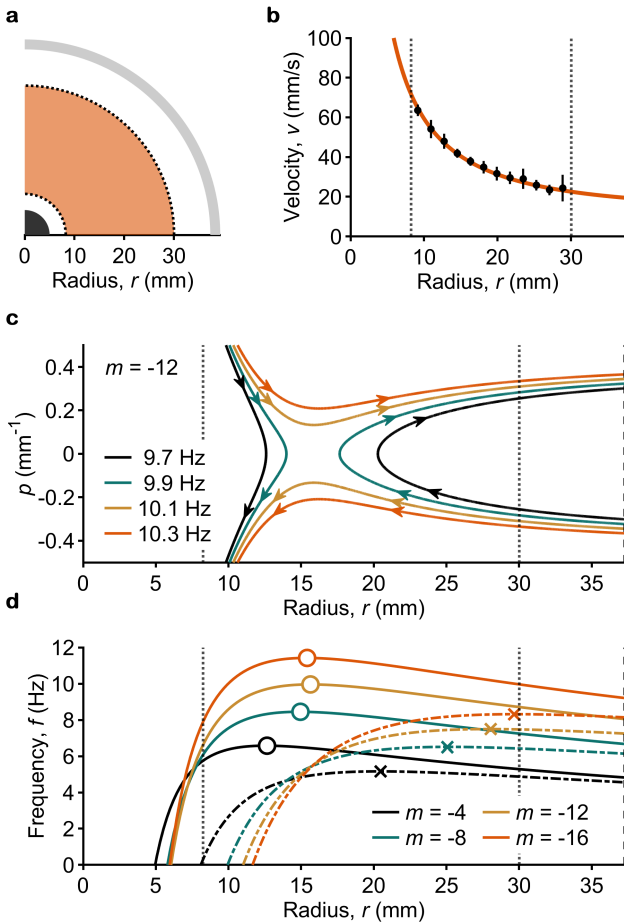 a
0 10 20 30
Radius, r (mm)
b
100
80
60
40
20
0
Velocity, v (mm/s)
0 10 20 30
Radius, r (mm)
c
0.4
0.2
0
-0.2
-0.4
p (mm⁻¹)
m = -12
9.7 Hz
9.9 Hz
10.1 Hz
10.3 Hz
0 5 10 15 20 25 30 35
Radius, r (mm)
d
12
10
8
6
4
2
0
Frequency, f (Hz)
m = -4 m = -12
m = -8 m = -16
0 5 10 15 20 25 30 35
Radius, r (mm)